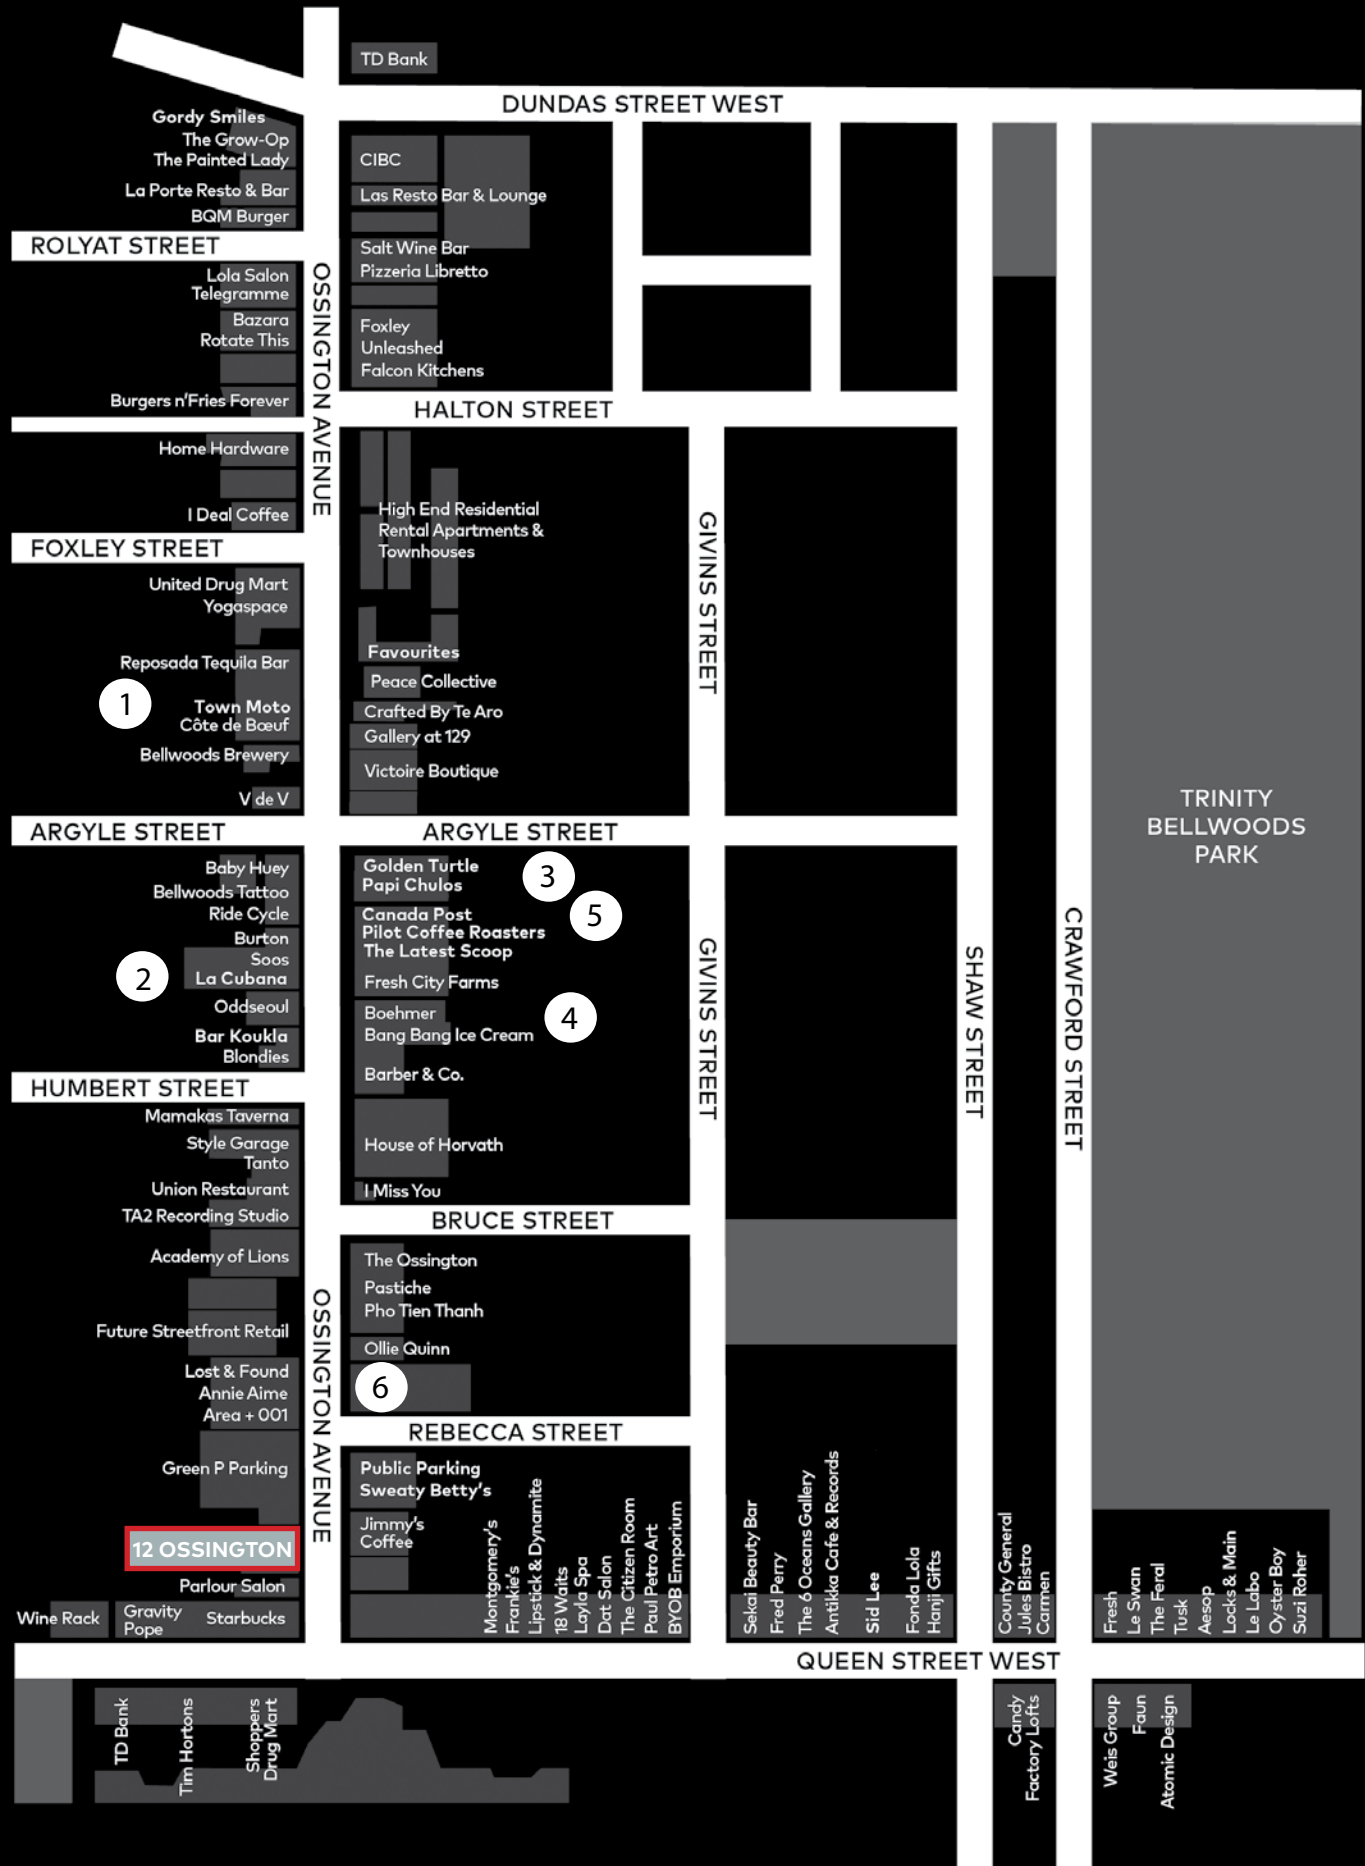 TD Bank
DUNDAS STREET WEST
Gordy Smiles
The Grow-Op
The Painted Lady
La Porte Resto & Bar
BQM Burger
CIBC
Las Resto Bar & Lounge
Salt Wine Bar
Pizzeria Libretto
Foxley
Unleashed
Falcon Kitchens
ROLYAT STREET
Lola Salon
Telegramme
Bazara
Rotate This
Burgers n'Fries Forever
OSSINGTON AVENUE
HALTON STREET
Home Hardware
I Deal Coffee
High End Residential
Rental Apartments &
Townhouses
FOXLEY STREET
United Drug Mart
Yogaspace
Reposada Tequila Bar
1
Town Moto
Côte de Bœuf
Bellwoods Brewery
V de V
Favourites
Peace Collective
Crafted By Te Aro
Gallery at 129
Victoire Boutique
GIVINS STREET
TRINITY
BELLWOODS
PARK
ARGYLE STREET
ARGYLE STREET
Baby Huey
Bellwoods Tattoo
Ride Cycle
Burton
Soos
La Cubana
2
Oddseoul
Bar Koukla
Blondies
Golden Turtle
Papi Chulos
3
Canada Post
Pilot Coffee Roasters
The Latest Scoop
5
Fresh City Farms
Boehmer
Bang Bang Ice Cream
4
Barber & Co.
House of Horvath
I Miss You
GIVINS STREET
SHAW STREET
CRAWFORD STREET
HUMBERT STREET
Mamakas Taverna
Style Garage
Tanto
Union Restaurant
TA2 Recording Studio
Academy of Lions
Future Streetfront Retail
Lost & Found
Annie Aime
Area + 001
Green P Parking
12 OSSINGTON
Parlour Salon
Wine Rack
Gravity
Pope
Starbucks
OSSINGTON AVENUE
BRUCE STREET
The Ossington
Pastiche
Pho Tien Thanh
Ollie Quinn
6
REBECCA STREET
Public Parking
Sweaty Betty's
Jimmy's
Coffee
Montgomery's
Frankie's
Lipstick & Dynamite
18 Waits
Layla Spa
Dat Salon
The Citizen Room
Paul Petro Art
BYOB Emporium
Sekai Beauty Bar
Fred Perry
The 6 Oceans Gallery
Antikka Cafe & Records
Sid Lee
Fonda Lola
Hanji Gifts
County General
Jules Bistro
Carmen
Fresh
Le Swan
The Feral
Tusk
Aesop
Locks & Main
Le Labo
Oyster Boy
Suzi Roher
QUEEN STREET WEST
TD Bank
Tim Hortons
Shoppers
Drug Mart
Candy
Factory Lofts
Weis Group
Faun
Atomic Design